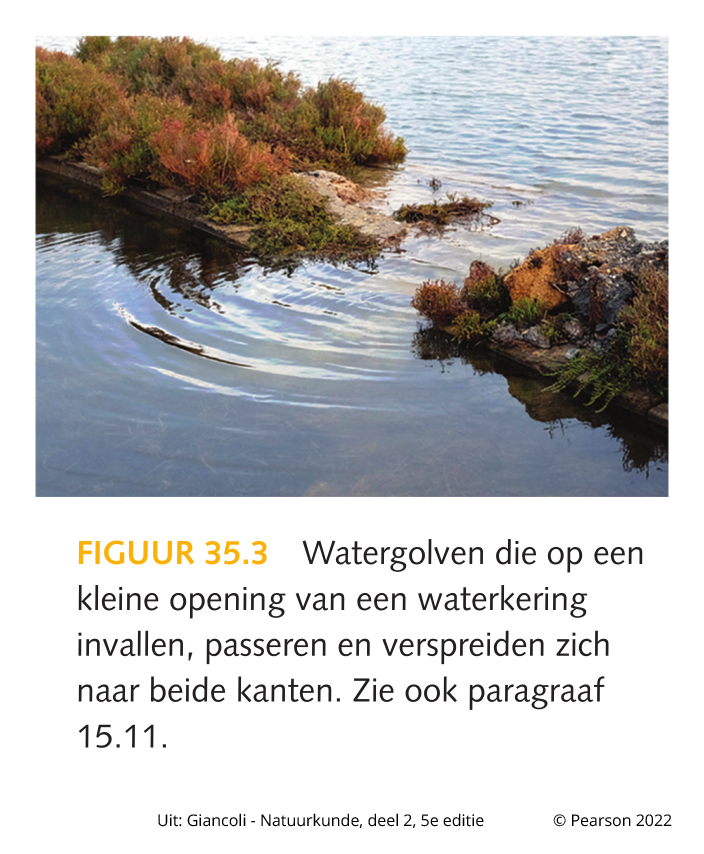 FIGUUR 35.3 Watergolven die op een
kleine opening van een waterkering
invallen, passeren en verspreiden zich
naar beide kanten. Zie ook paragraaf
15.11.
Uit: Giancoli - Natuurkunde, deel 2, 5e editie © Pearson 2022